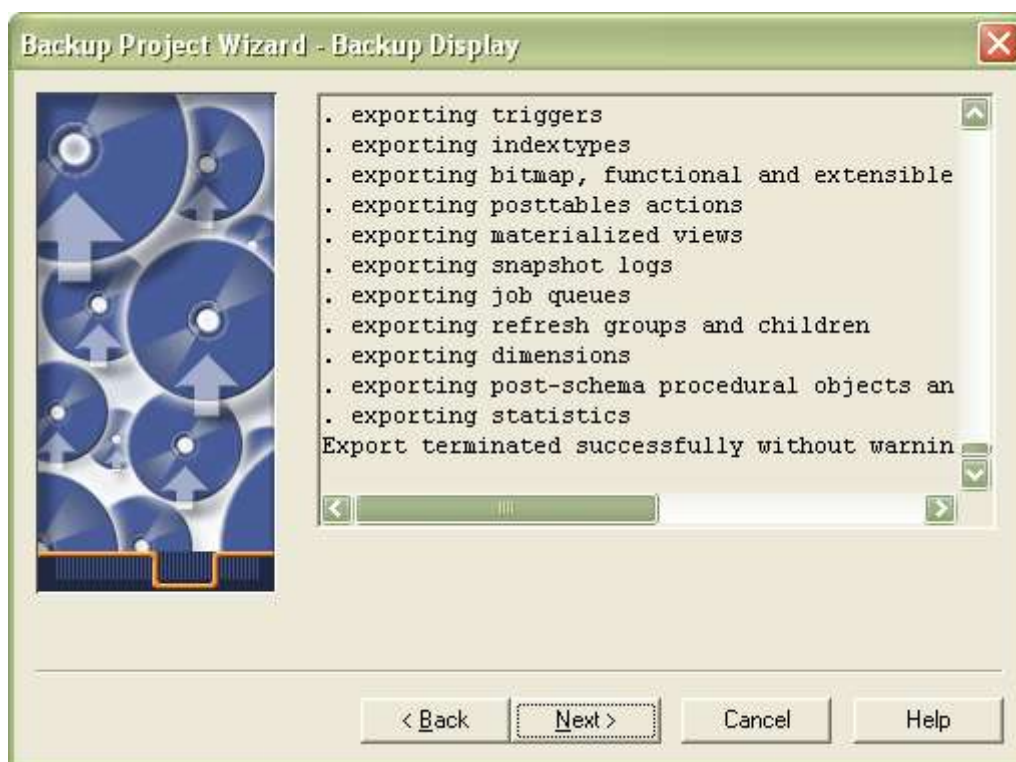 Backup Project Wizard - Backup Display
. exporting triggers
. exporting indextypes
. exporting bitmap, functional and extensible
. exporting posttables actions
. exporting materialized views
. exporting snapshot logs
. exporting job queues
. exporting refresh groups and children
. exporting dimensions
. exporting post-schema procedural objects an
. exporting statistics
Export terminated successfully without warnin
< Back Next > Cancel Help